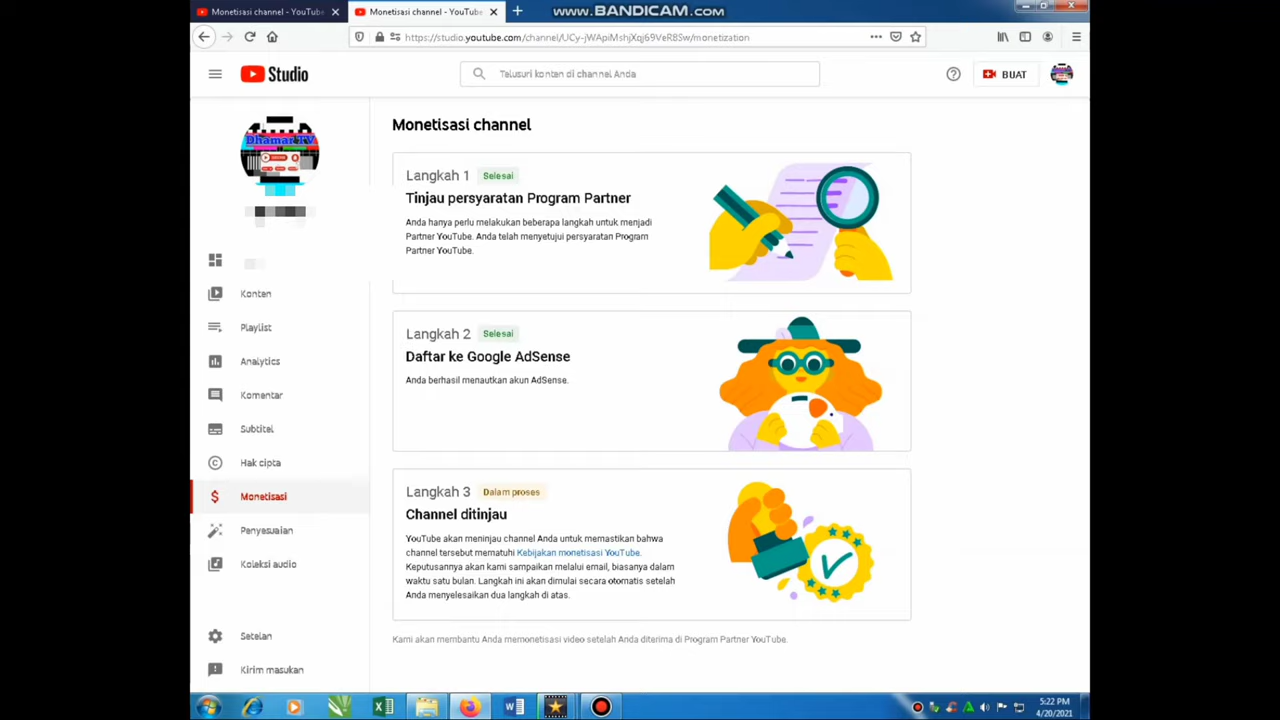 Monetisasi channel - YouTube
Monetisasi channel - YouTube
www.BANDICAM.com
https://studio.youtube.com/channel/UCy-jWApiMshjXqj69VeR8Sw/monetization
Studio
Telusuri konten di channel Anda
BUAT
Dhamar TV
Konten
Playlist
Analytics
Komentar
Subtitel
Hak cipta
Monetisasi
Penyesuaian
Koleksi audio
Setelan
Kirim masukan
Monetisasi channel
Langkah 1 Selesai
Tinjau persyaratan Program Partner
Anda hanya perlu melakukan beberapa langkah untuk menjadi
Partner YouTube. Anda telah menyetujui persyaratan Program
Partner YouTube.
Langkah 2 Selesai
Daftar ke Google AdSense
Anda berhasil menautkan akun AdSense.
Langkah 3 Dalam proses
Channel ditinjau
YouTube akan meninjau channel Anda untuk memastikan bahwa
channel tersebut mematuhi Kebijakan monetisasi YouTube.
Keputusannya akan kami sampaikan melalui email, biasanya dalam
waktu satu bulan. Langkah ini akan dimulai secara otomatis setelah
Anda menyelesaikan dua langkah di atas.
Kami akan membantu Anda memonetisasi video setelah Anda diterima di Program Partner YouTube.
5:22 PM
4/20/2021